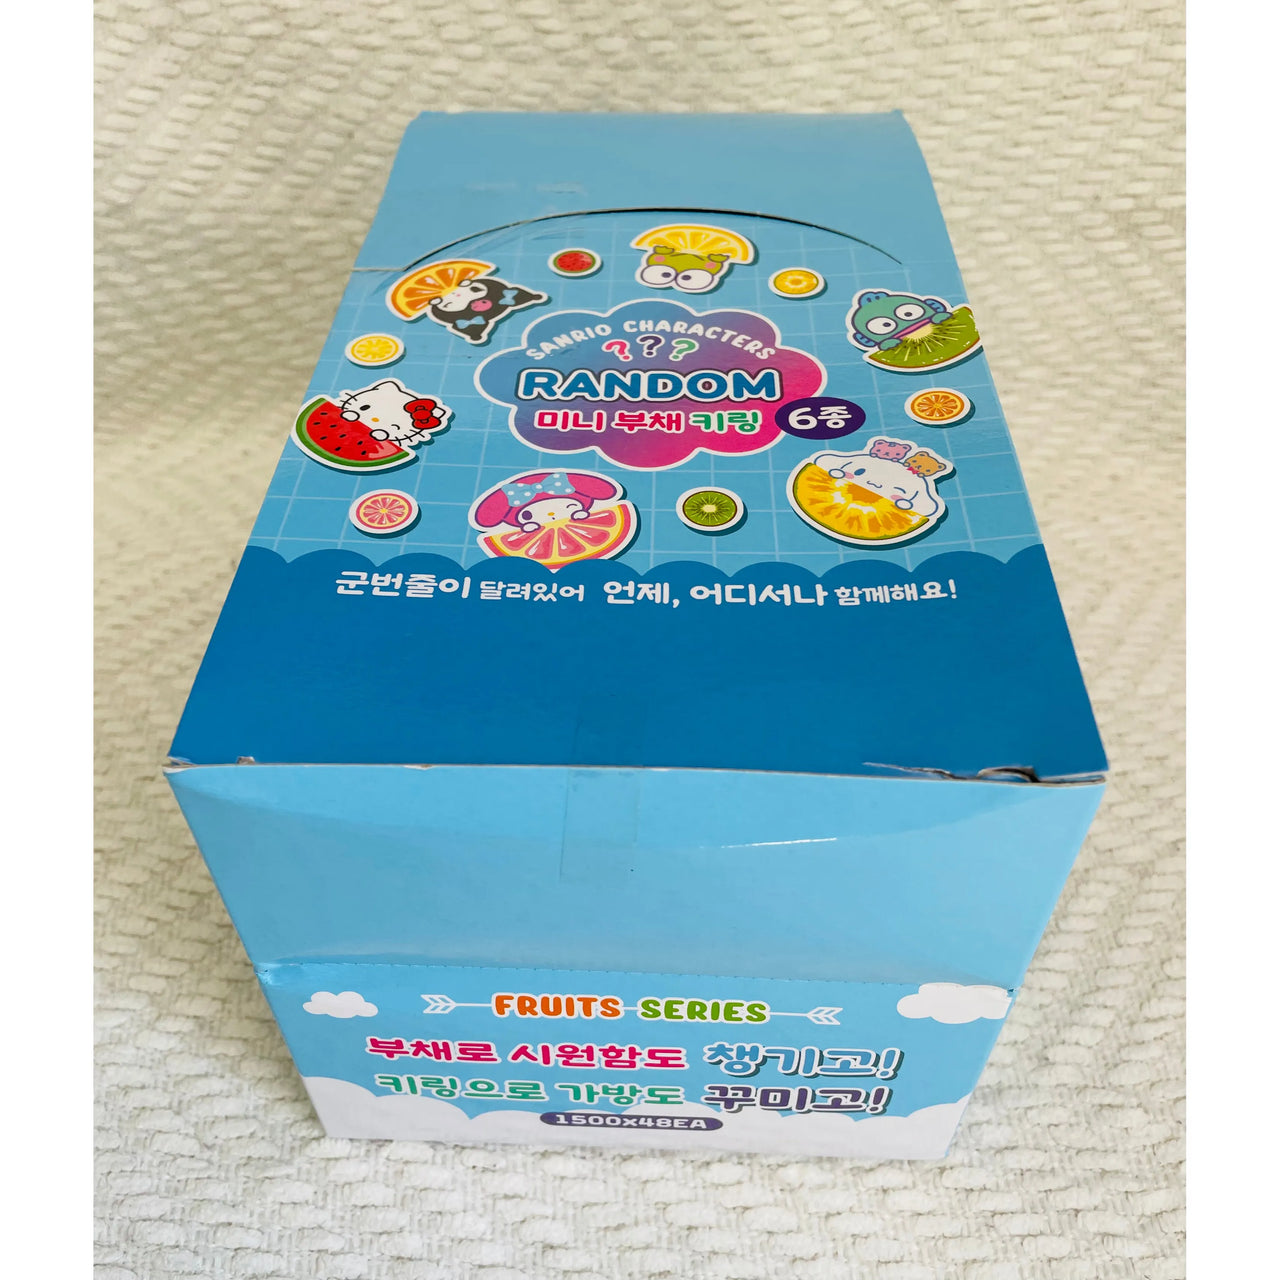 SANRIO CHARACTERS
???
RANDOM
미니 부채 키링 6종
군번줄이 달려있어 언제, 어디서나 함께해요!
FRUITS SERIES
부채로 시원함도 챙기고!
키링으로 가방도 꾸미고!
1500x48EA